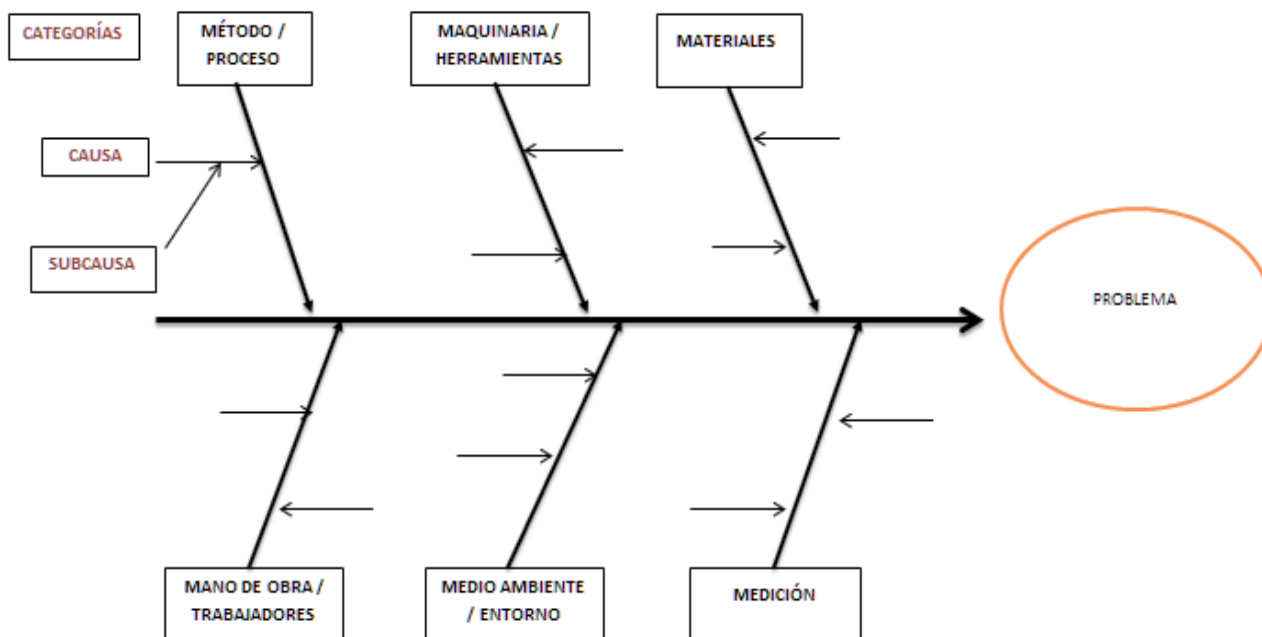 CATEGORÍAS
MÉTODO /
PROCESO
MAQUINARIA /
HERRAMIENTAS
MATERIALES
CAUSA
SUBCAUSA
PROBLEMA
MANO DE OBRA /
TRABAJADORES
MEDIO AMBIENTE
/ ENTORNO
MEDICIÓN